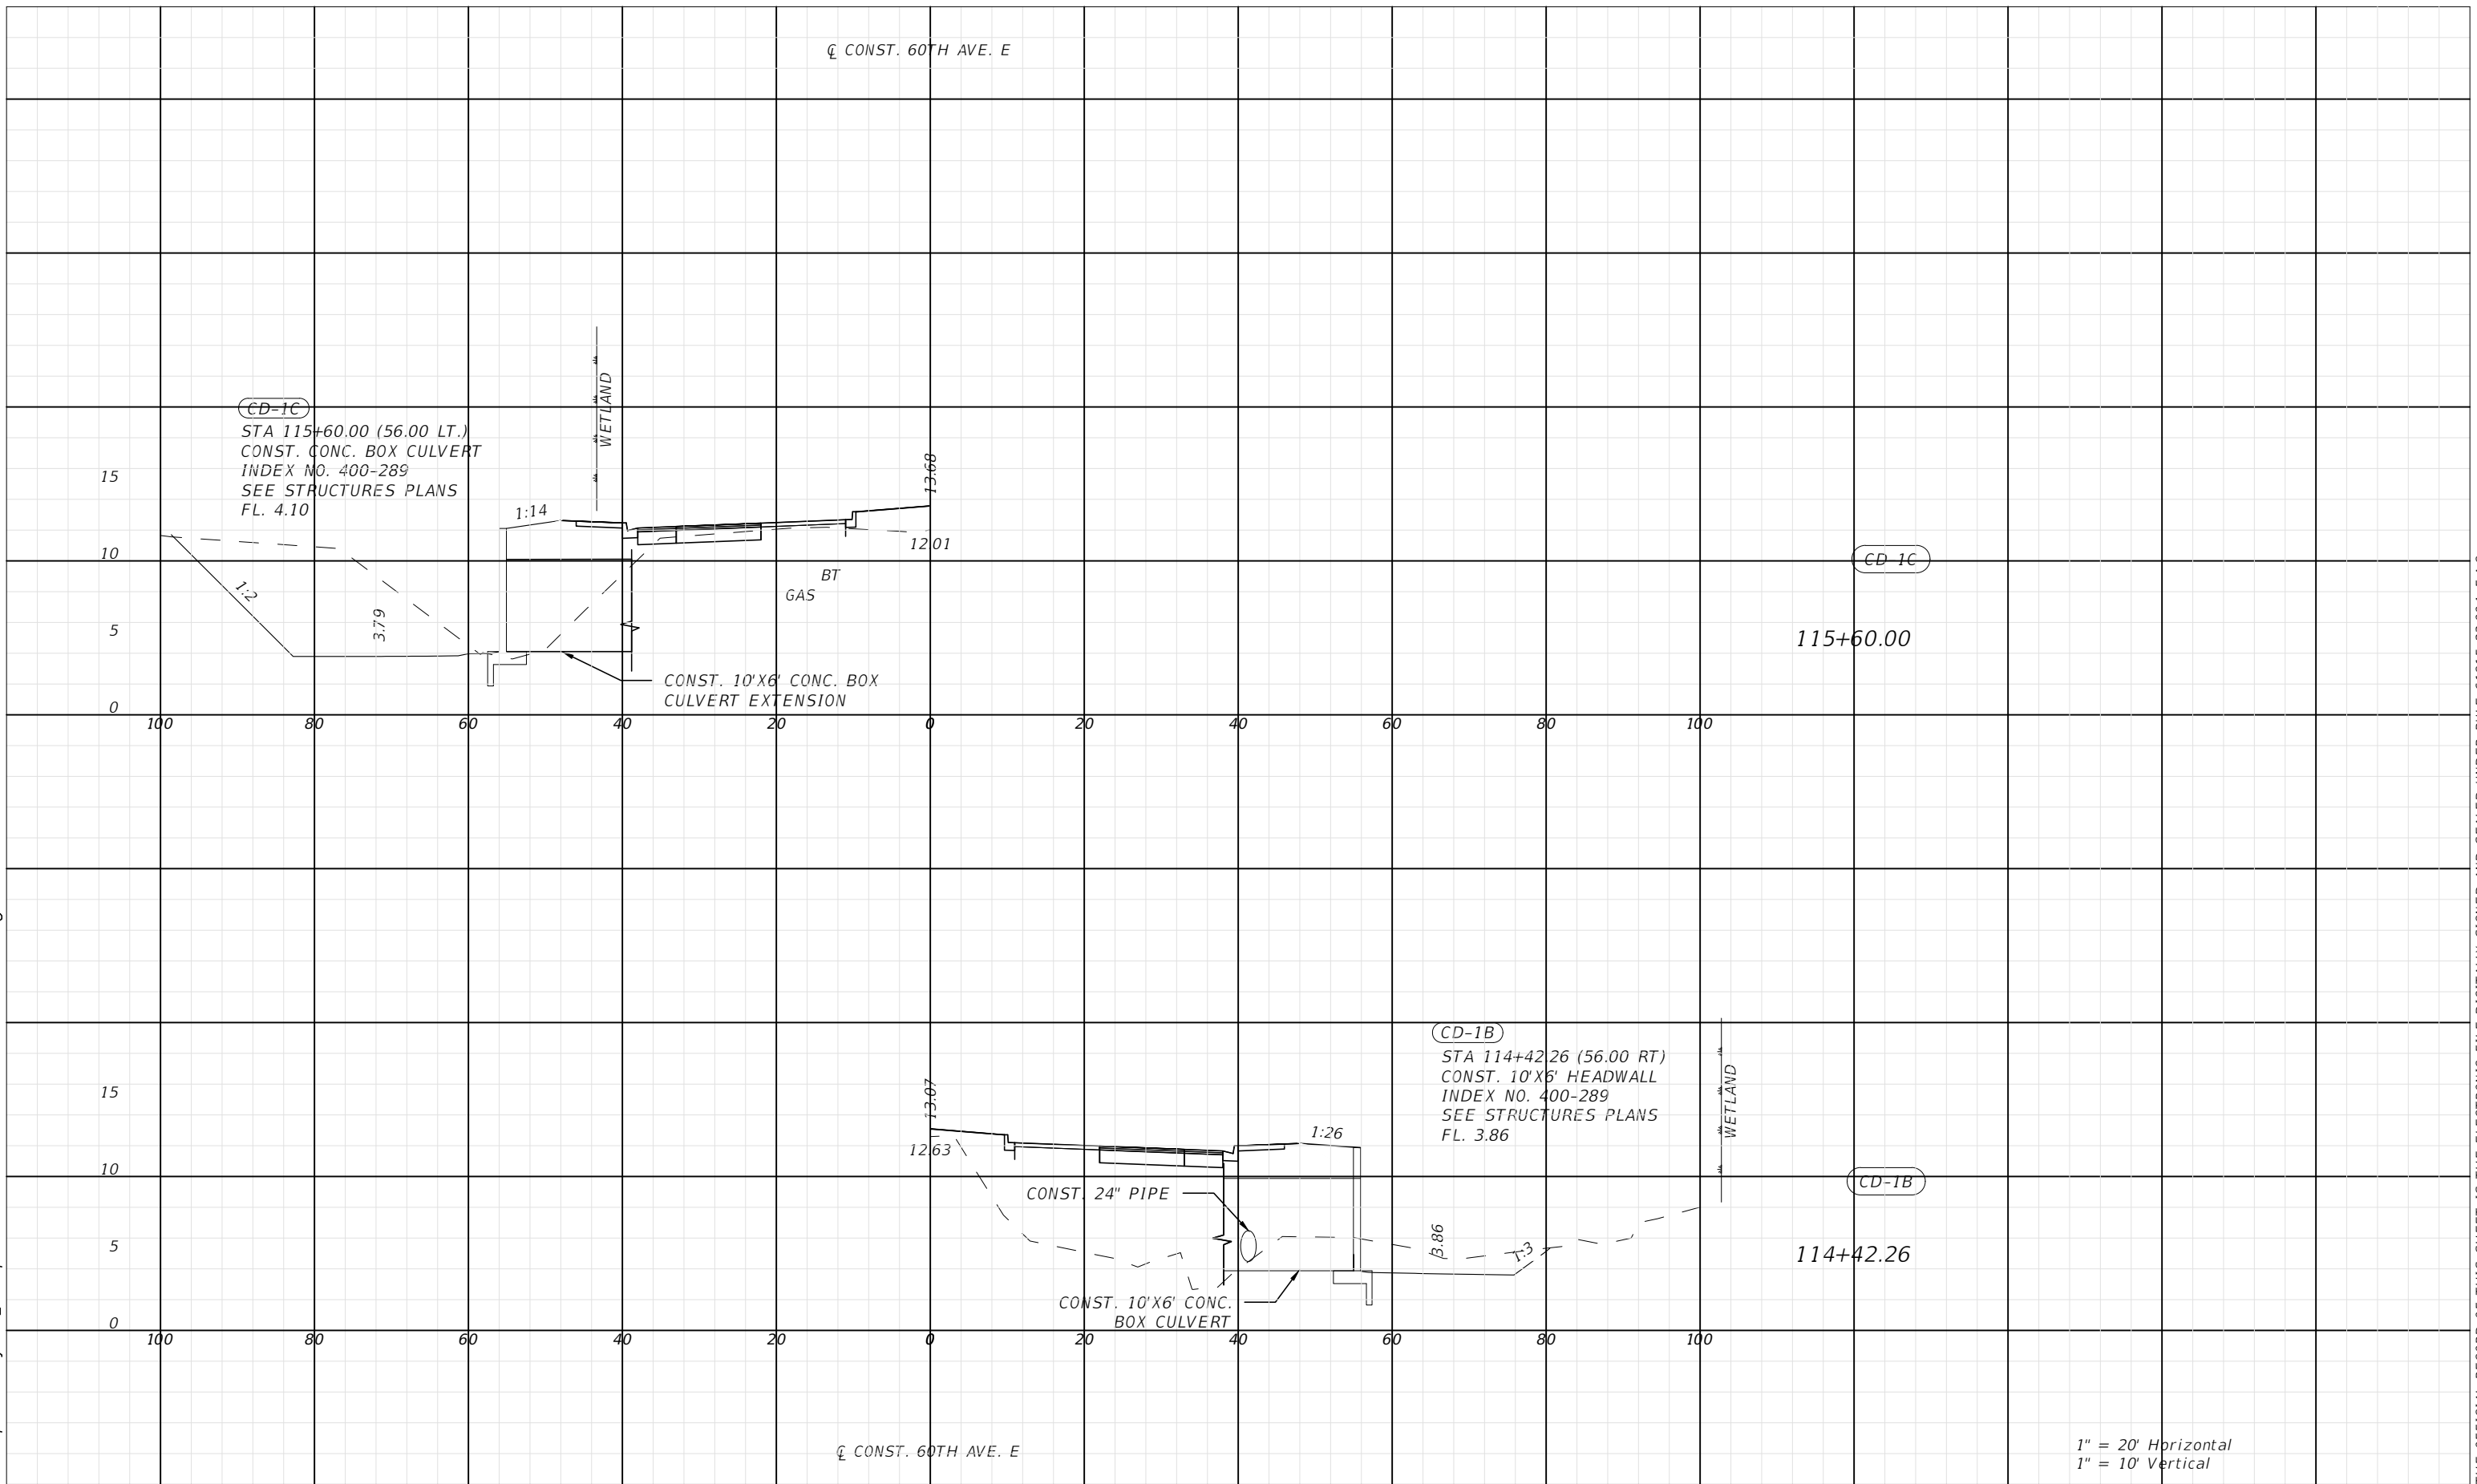 ℄ CONST. 60TH AVE. E
WETLAND
CD-1C
STA 115+60.00 (56.00 LT.)
CONST. CONC. BOX CULVERT
INDEX NO. 400-289
SEE STRUCTURES PLANS
FL. 4.10
15
10
5
0
1:14
13.68
12.01
BT
GAS
1:2
3.79
CD-1C
115+60.00
CONST. 10'X6' CONC. BOX
CULVERT EXTENSION
100 80 60 40 20 0 20 40 60 80 100
CD-1B
STA 114+42.26 (56.00 RT)
CONST. 10'X6' HEADWALL
INDEX NO. 400-289
SEE STRUCTURES PLANS
FL. 3.86
WETLAND
15
10
5
0
13.07
12.63
1:26
CONST. 24" PIPE
3.86
1:3
CD-1B
114+42.26
CONST. 10'X6' CONC.
BOX CULVERT
100 80 60 40 20 0 20 40 60 80 100
℄ CONST. 60TH AVE. E
1" = 20' Horizontal
1" = 10' Vertical